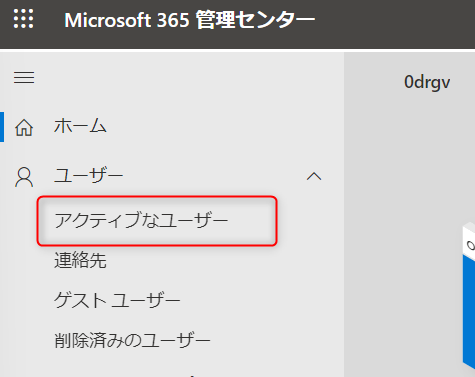 Microsoft 365 管理センター
0drgv
ホーム
ユーザー
アクティブなユーザー
連絡先
ゲスト ユーザー
削除済みのユーザー